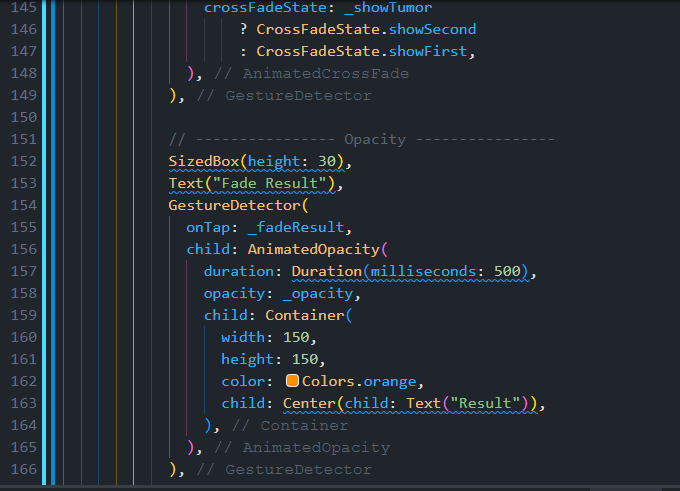 145 crossFadeState: _showTumor
146 ? CrossFadeState.showSecond
147 : CrossFadeState.showFirst,
148 ), // AnimatedCrossFade
149 ), // GestureDetector
150
151 // ---------------- Opacity ----------------
152 SizedBox(height: 30),
153 Text("Fade Result"),
154 GestureDetector(
155 onTap: _fadeResult,
156 child: AnimatedOpacity(
157 duration: Duration(milliseconds: 500),
158 opacity: _opacity,
159 child: Container(
160 width: 150,
161 height: 150,
162 color: Colors.orange,
163 child: Center(child: Text("Result")),
164 ), // Container
165 ), // AnimatedOpacity
166 ), // GestureDetector